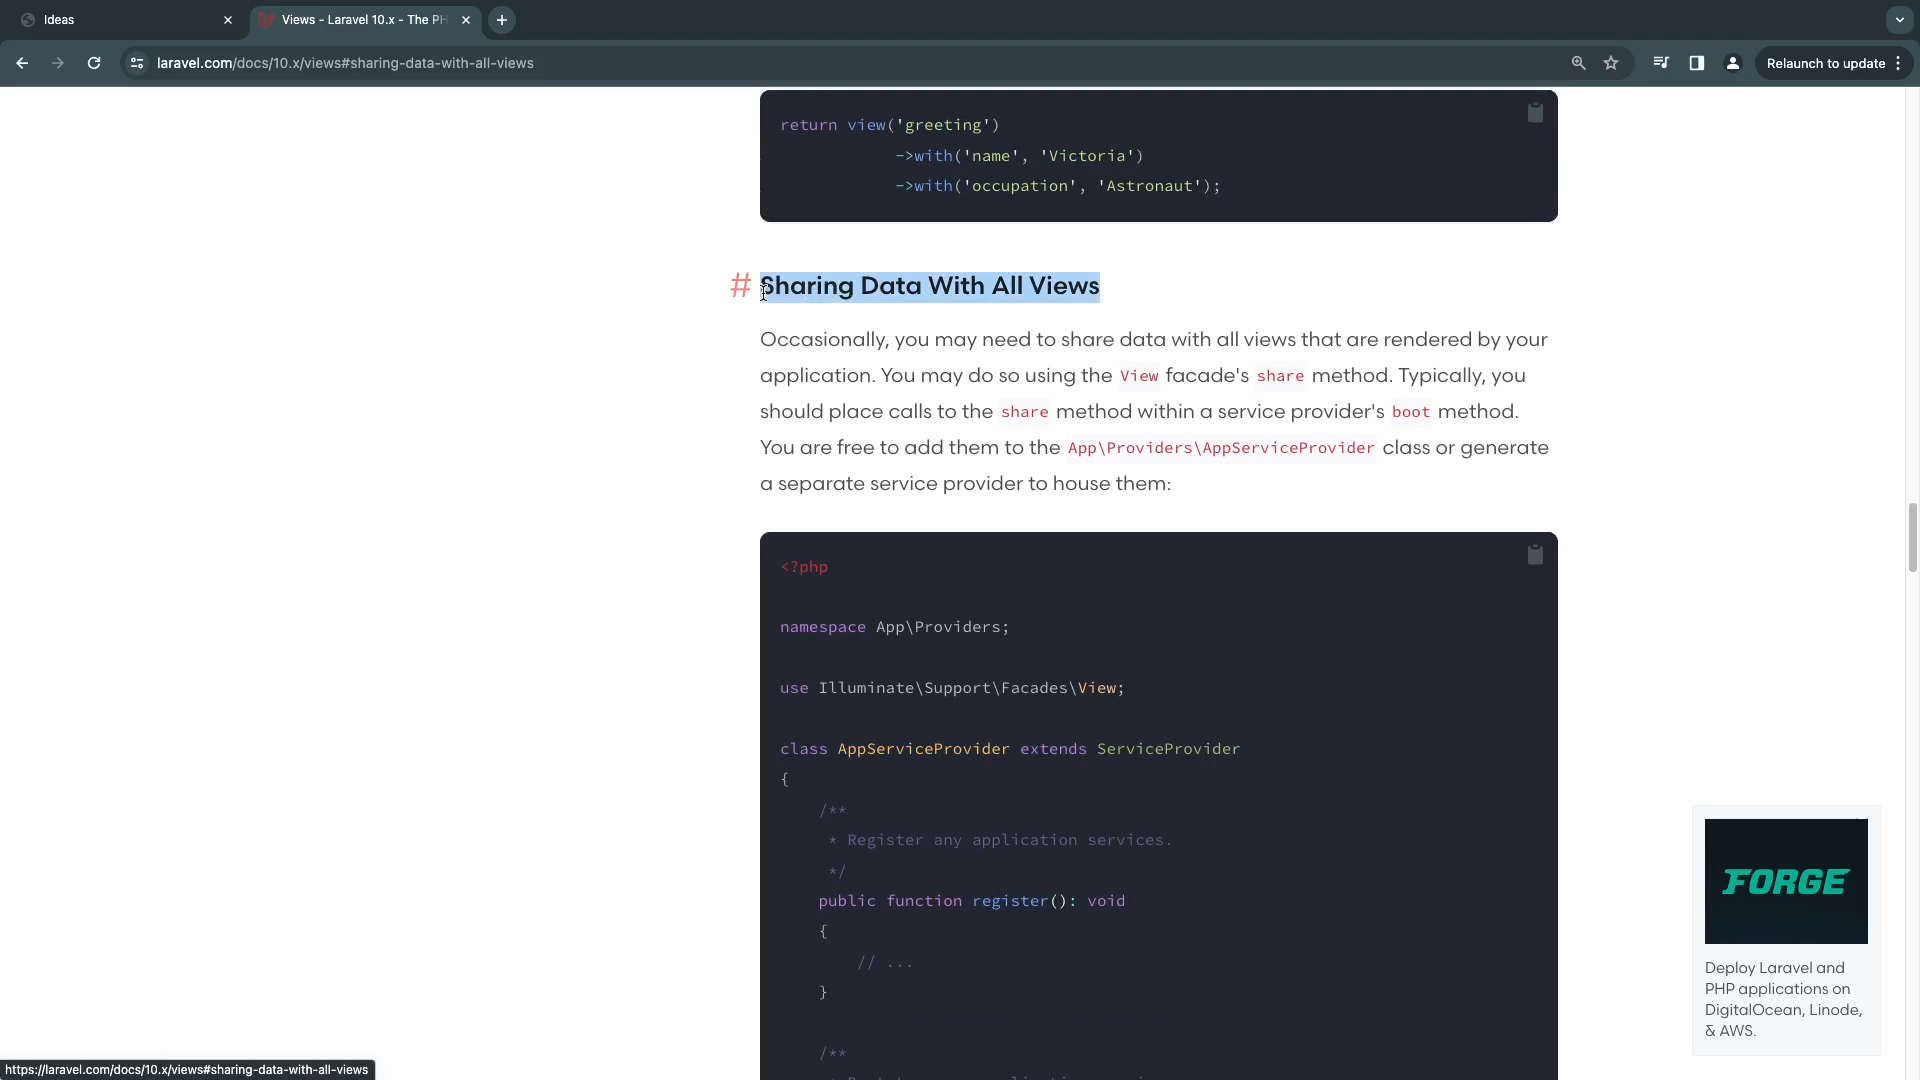 Ideas
Views - Laravel 10.x - The PH
laravel.com/docs/10.x/views#sharing-data-with-all-views
Relaunch to update
return view('greeting')
->with('name', 'Victoria')
->with('occupation', 'Astronaut');
# Sharing Data With All Views
Occasionally, you may need to share data with all views that are rendered by your
application. You may do so using the View facade's share method. Typically, you
should place calls to the share method within a service provider's boot method.
You are free to add them to the App\Providers\AppServiceProvider class or generate
a separate service provider to house them:
<?php
namespace App\Providers;
use Illuminate\Support\Facades\View;
class AppServiceProvider extends ServiceProvider
{
/**
* Register any application services.
*/
public function register(): void
{
// ...
}
/**
FORGE
Deploy Laravel and
PHP applications on
DigitalOcean, Linode,
& AWS.
https://laravel.com/docs/10.x/views#sharing-data-with-all-views